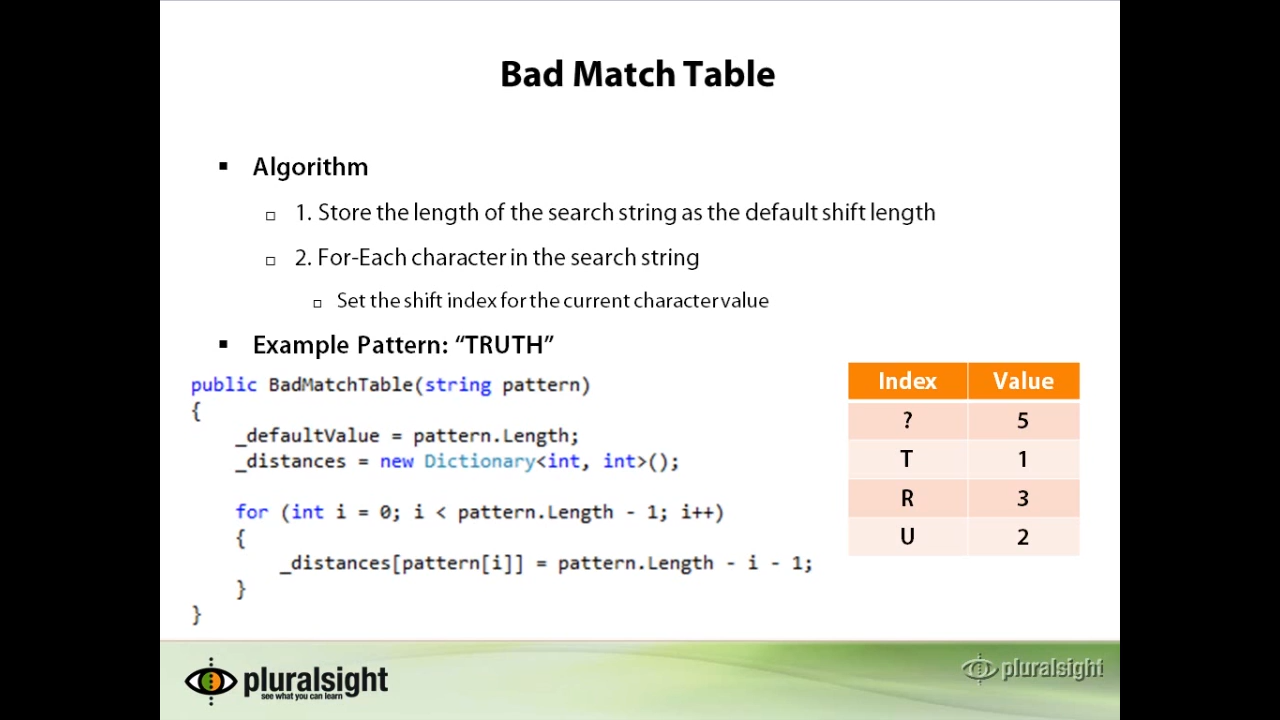 Bad Match Table
▪ Algorithm
□ 1. Store the length of the search string as the default shift length
□ 2. For-Each character in the search string
□ Set the shift index for the current character value
▪ Example Pattern: “TRUTH”
public BadMatchTable(string pattern)
{
_defaultValue = pattern.Length;
_distances = new Dictionary<int, int>();
for (int i = 0; i < pattern.Length - 1; i++)
{
_distances[pattern[i]] = pattern.Length - i - 1;
}
}
Index Value
? 5
T 1
R 3
U 2
pluralsight
see what you can learn
pluralsight